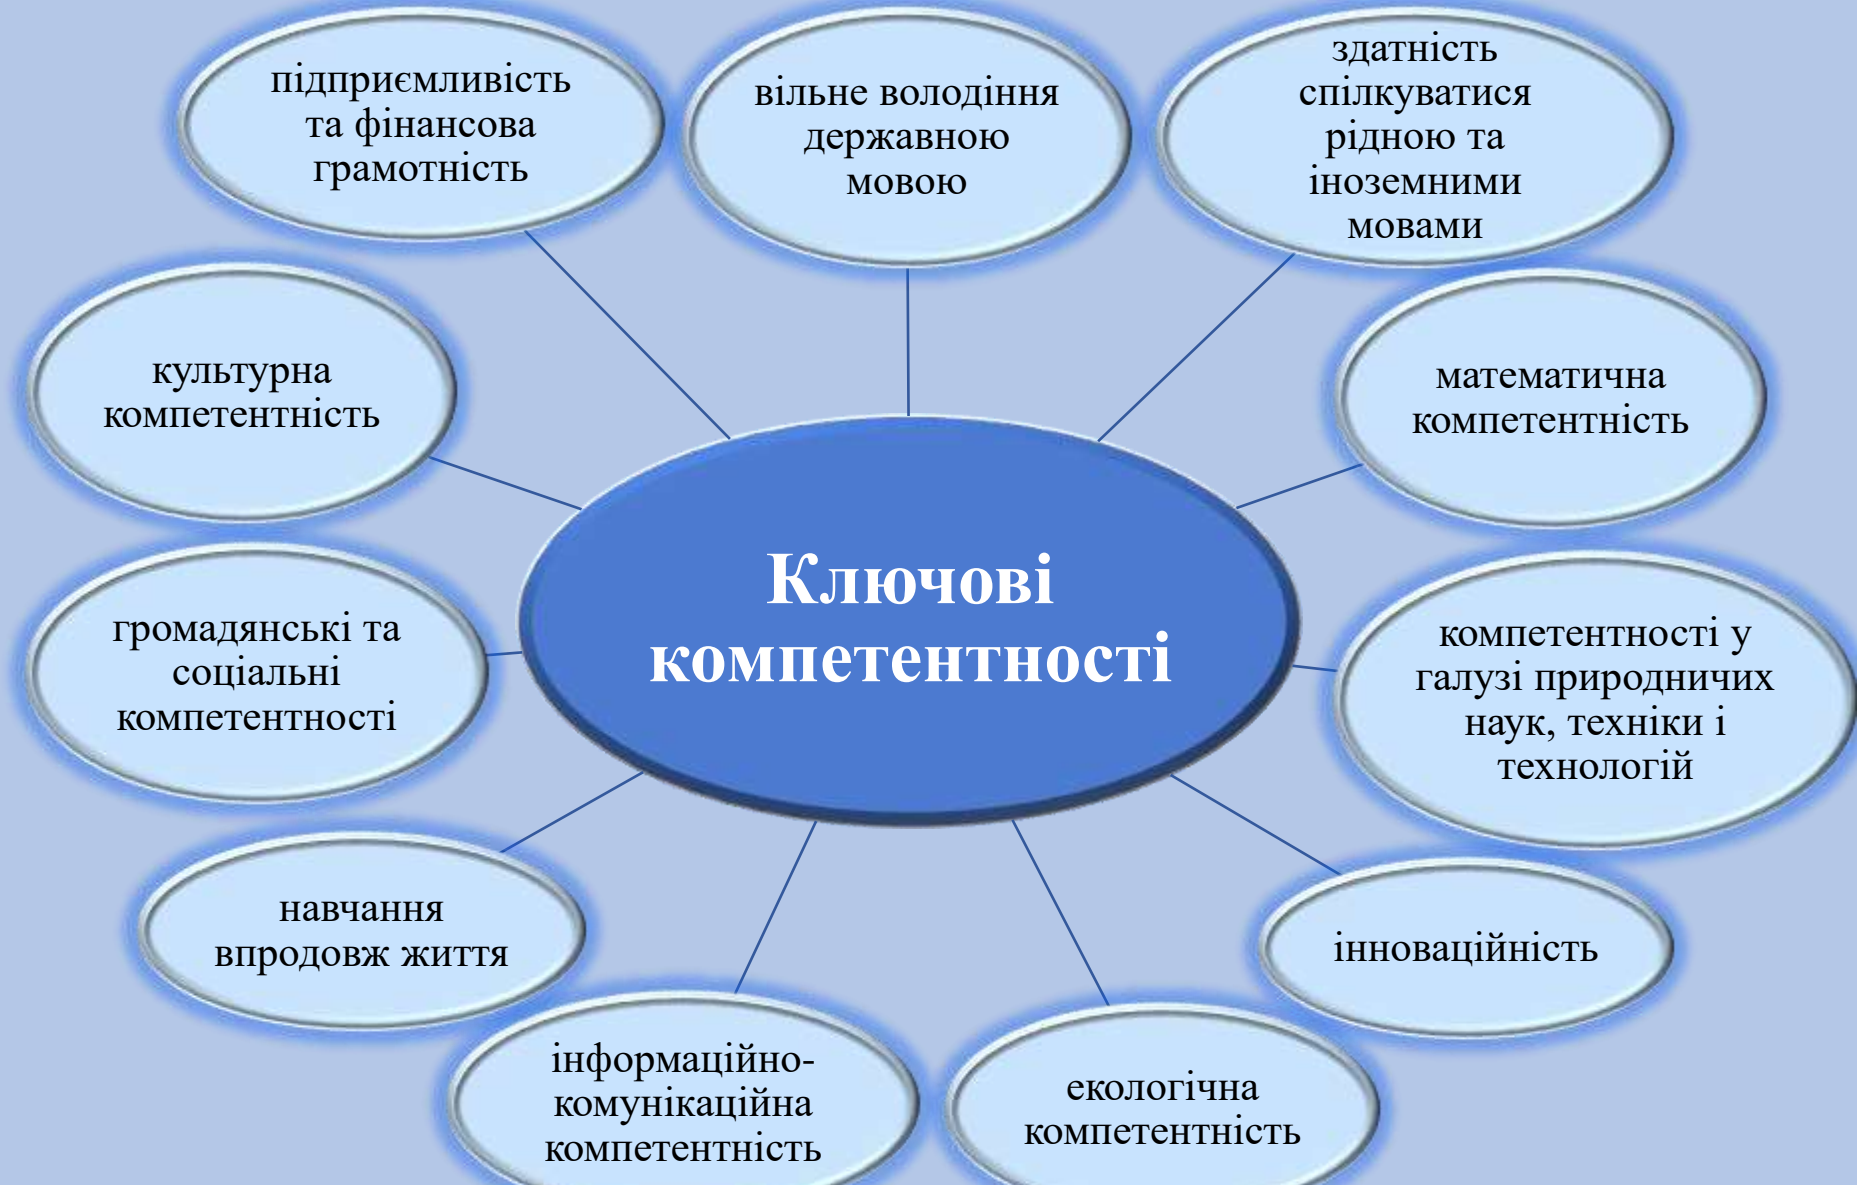 підприємливість
та фінансова
грамотність
вільне володіння
державною
мовою
здатність
спілкуватися
рідною та
іноземними
мовами
культурна
компетентність
математична
компетентність
Ключові
компетентності
громадянські та
соціальні
компетентності
компетентності у
галузі природничих
наук, техніки і
технологій
навчання
впродовж життя
інноваційність
інформаційно-
комунікаційна
компетентність
екологічна
компетентність